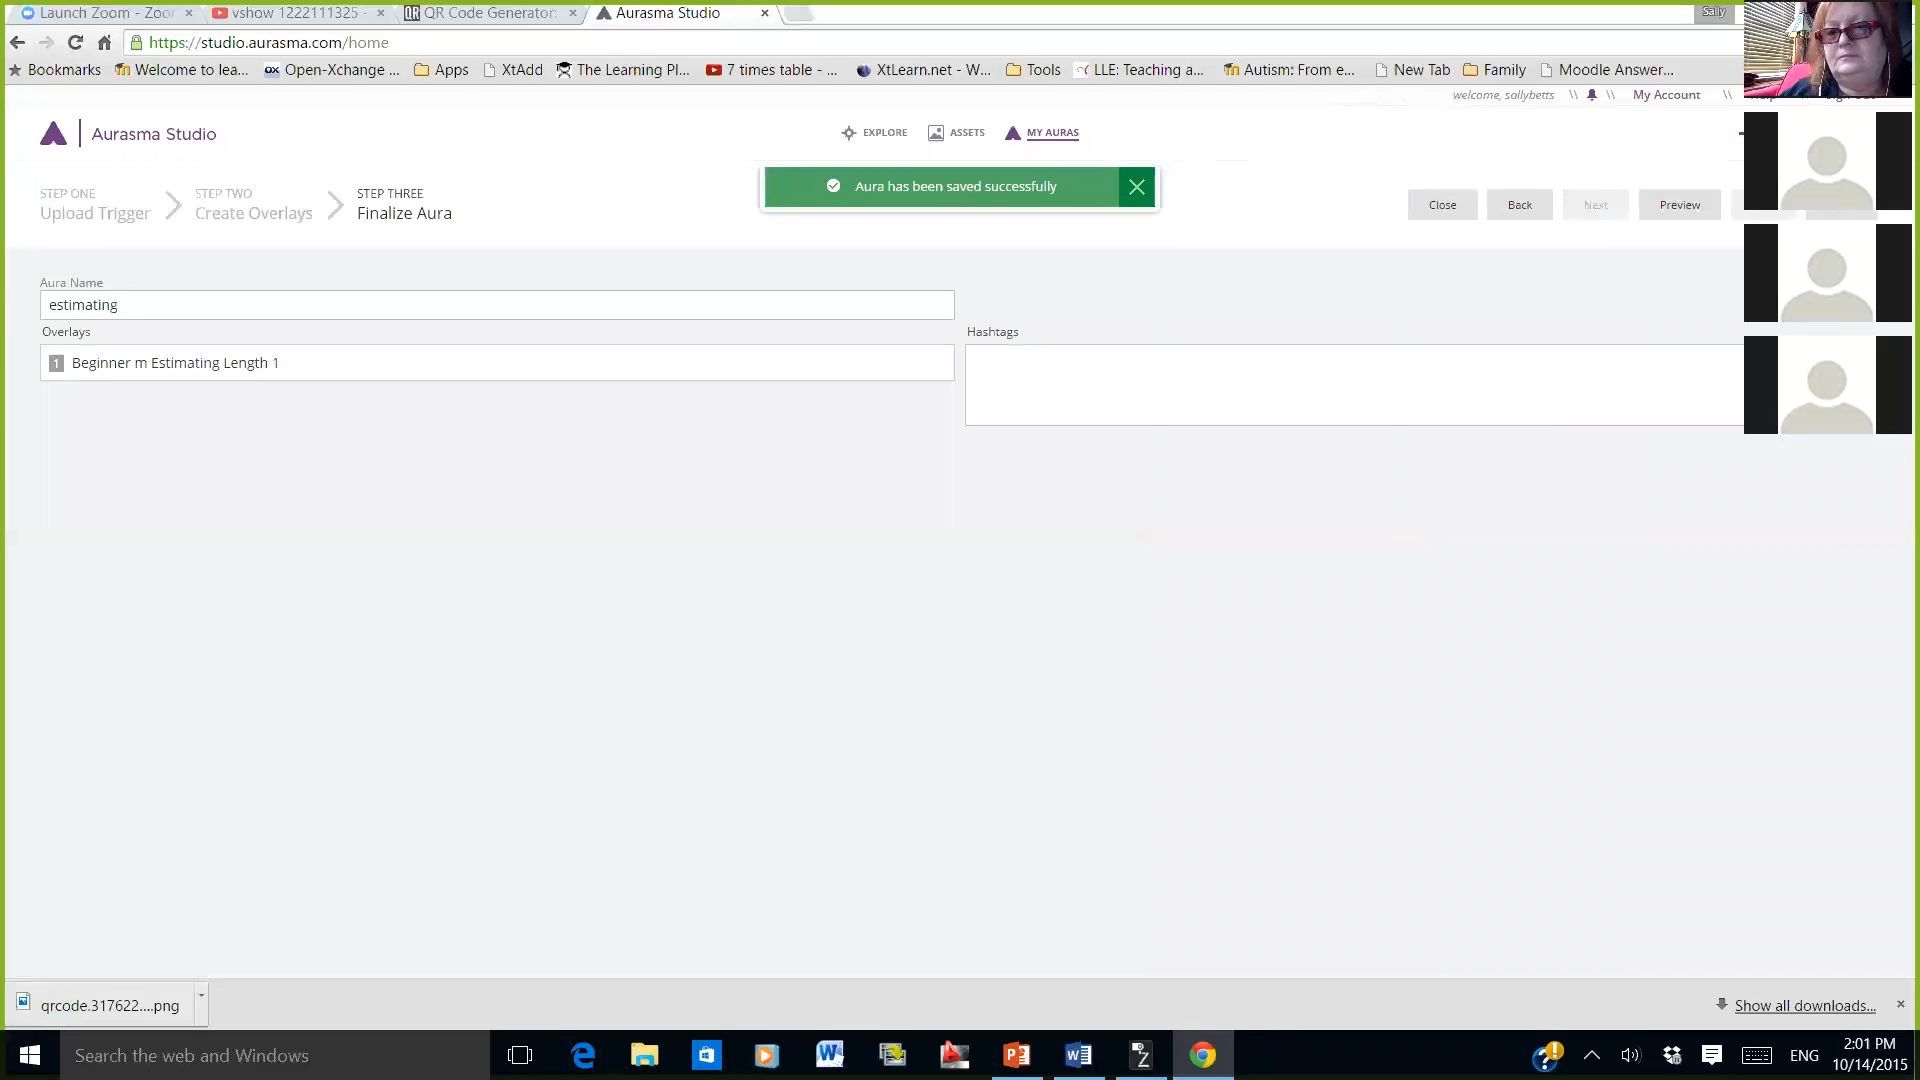 Launch Zoom - Zoo
vshow 1222111325 -
QR QR Code Generator:
Aurasma Studio
Sally
https://studio.aurasma.com/home
Bookmarks
Welcome to lea...
OX Open-Xchange ...
Apps
XtAdd
The Learning Pl...
7 times table - ...
XtLearn.net - W...
Tools
LLE: Teaching a...
Autism: From e...
New Tab
Family
Moodle Answer...
welcome, sallybetts \\ \\ My Account \\
Aurasma Studio
EXPLORE
ASSETS
MY AURAS
Aura has been saved successfully
STEP ONE
Upload Trigger
STEP TWO
Create Overlays
STEP THREE
Finalize Aura
Close
Back
Next
Preview
Aura Name
estimating
Overlays
Hashtags
1 Beginner m Estimating Length 1
qrcode.317622....png
Show all downloads...
Search the web and Windows
ENG
2:01 PM
10/14/2015